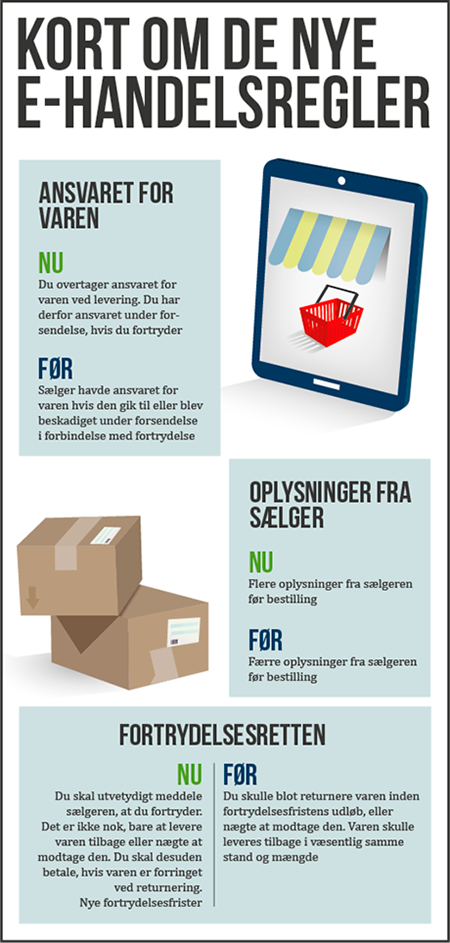 KORT OM DE NYE
E-HANDELSREGLER
ANSVARET FOR
VAREN
NU
Du overtager ansvaret for
varen ved levering. Du har
derfor ansvaret under for-
sendelse, hvis du fortryder
FØR
Sælger havde ansvaret for
varen hvis den gik til eller blev
beskadiget under forsendelse
i forbindelse med fortrydelse
OPLYSNINGER FRA
SÆLGER
NU
Flere oplysninger fra sælgeren
før bestilling
FØR
Færre oplysninger fra sælgeren
før bestilling
FORTRYDELSESRETTEN
NU
Du skal utvetydigt meddele
sælgeren, at du fortryder.
Det er ikke nok, bare at levere
varen tilbage eller nægte at
modtage den. Du skal desuden
betale, hvis varen er forringet
ved returnering.
Nye fortrydelsesfrister
FØR
Du skulle blot returnere varen inden
fortrydelsesfristens udløb, eller
nægte at modtage den. Varen skulle
leveres tilbage i væsentlig samme
stand og mængde